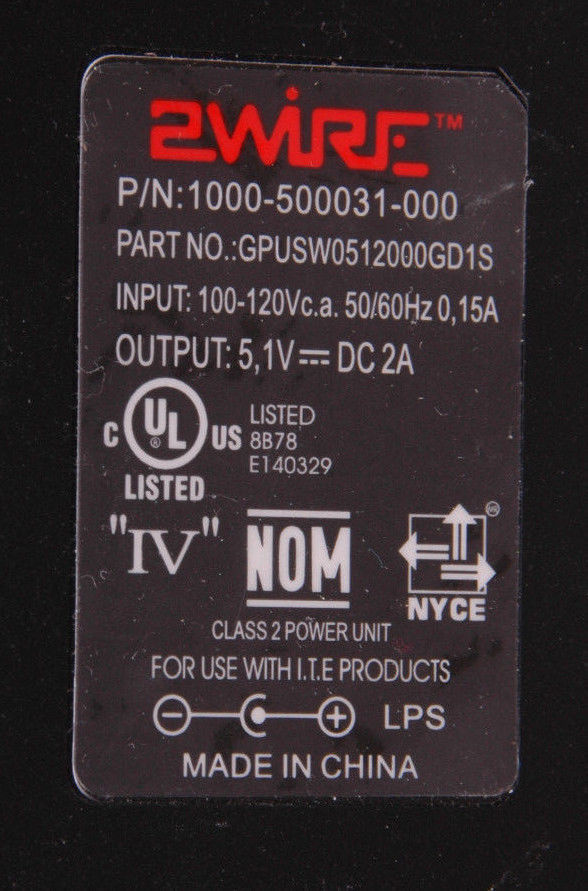 2WIRE™
P/N:1000-500031-000
PART NO.:GPUSW0512000GD1S
INPUT: 100-120Vc.a. 50/60Hz 0,15A
OUTPUT: 5,1V⎓DC 2A
C UL ® US LISTED
8B78
E140329
LISTED
"IV" NOM NYCE
CLASS 2 POWER UNIT
FOR USE WITH I.T.E PRODUCTS
LPS
MADE IN CHINA